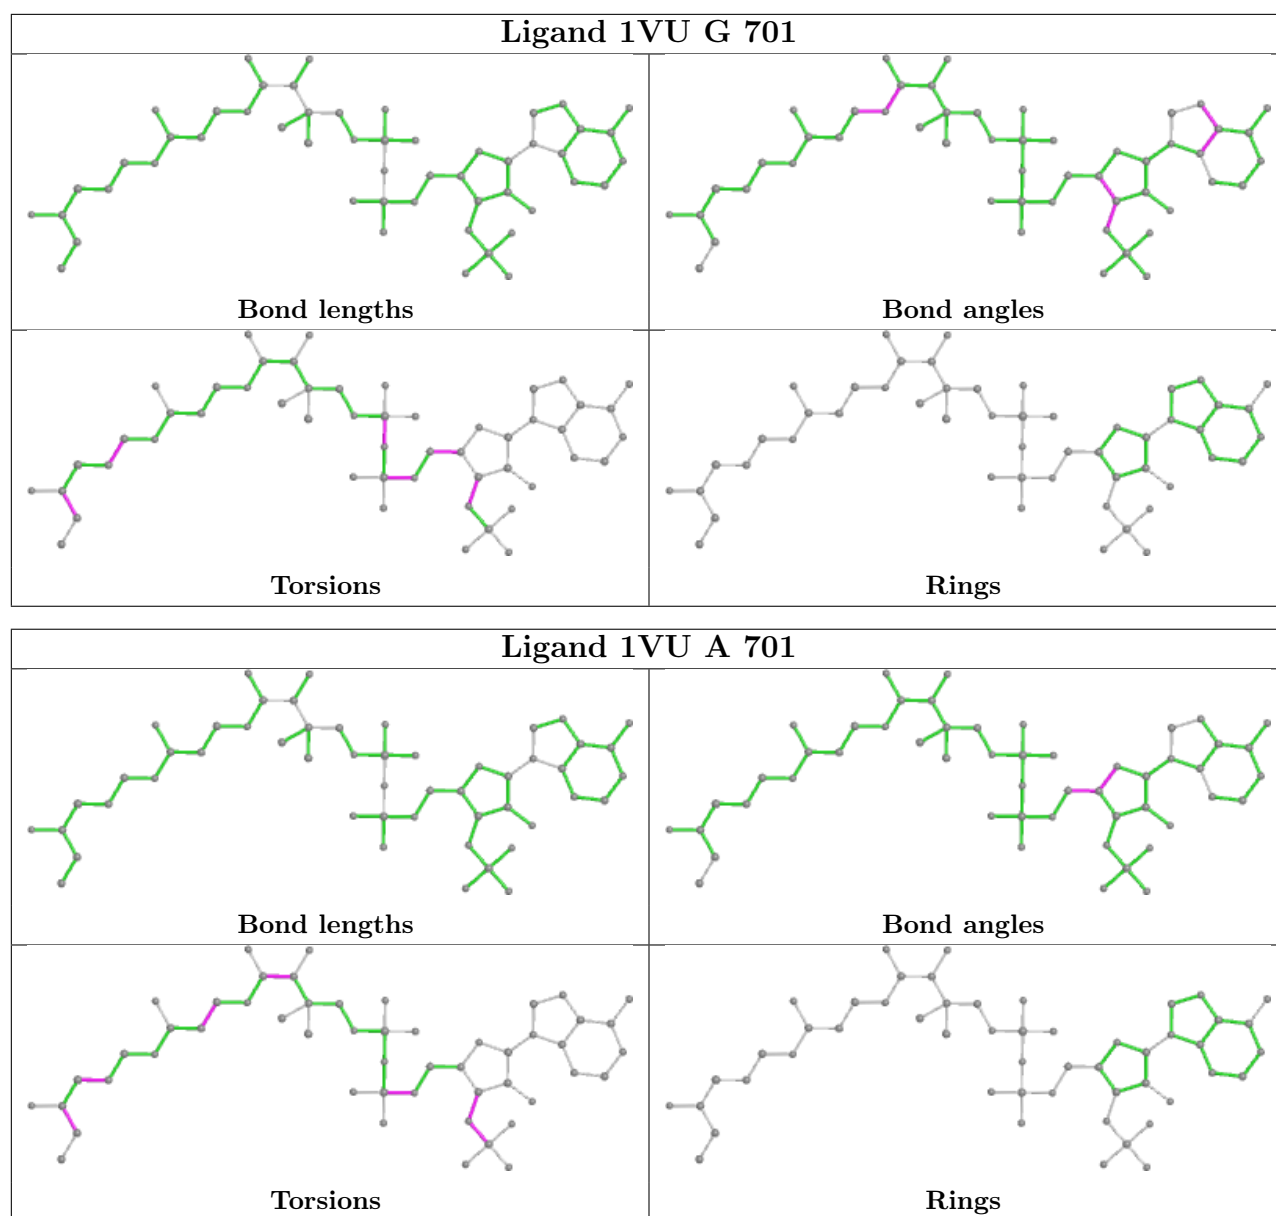 Ligand 1VU G 701
Bond lengths
Bond angles
Torsions
Rings
Ligand 1VU A 701
Bond lengths
Bond angles
Torsions
Rings